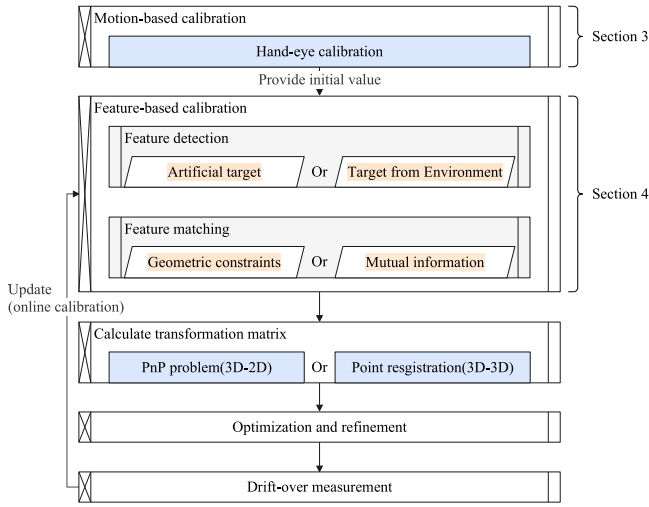 Motion-based calibration
Hand-eye calibration
Section 3
Provide initial value
Feature-based calibration
Feature detection
Artificial target Or Target from Environment
Section 4
Feature matching
Geometric constraints Or Mutual information
Update
(online calibration)
Calculate transformation matrix
PnP problem(3D-2D) Or Point resgistration(3D-3D)
Optimization and refinement
Drift-over measurement